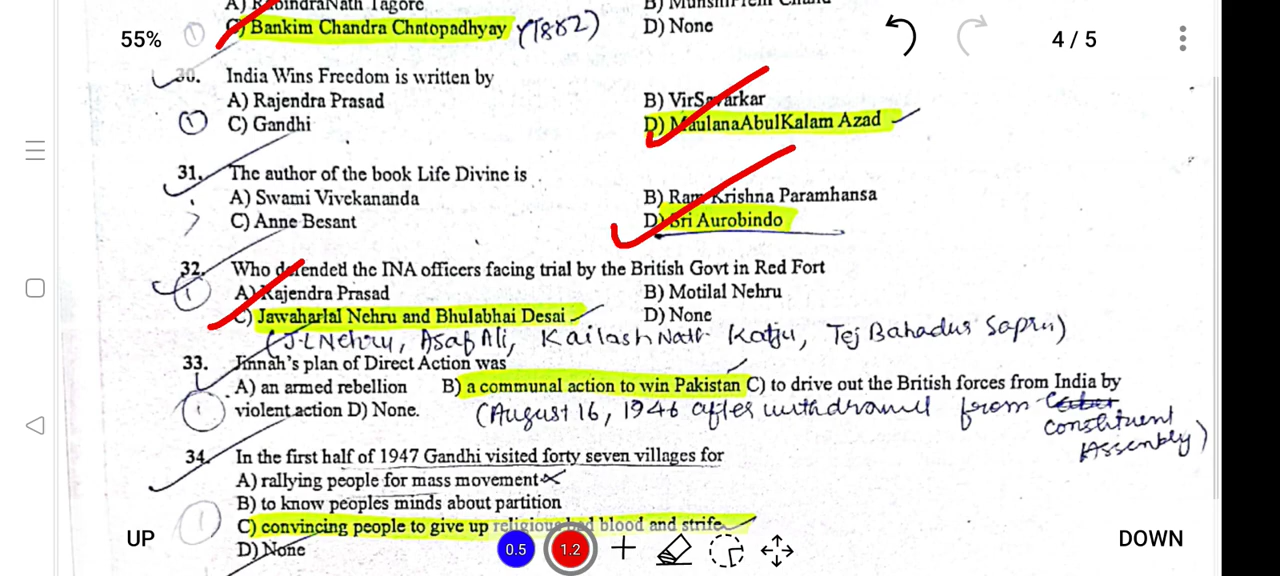 A) RabindraNath Tagore B) Munshi Prem Chand
C) Bankim Chandra Chatopadhyay (1882) D) None
55%
4 / 5
30. India Wins Freedom is written by
A) Rajendra Prasad B) VirSavarkar
C) Gandhi D) MaulanaAbulKalam Azad
31. The author of the book Life Divine is
A) Swami Vivekananda B) Ram Krishna Paramhansa
C) Anne Besant D) Sri Aurobindo
32. Who defended the INA officers facing trial by the British Govt in Red Fort
A) Rajendra Prasad B) Motilal Nehru
C) Jawaharlal Nehru and Bhulabhai Desai D) None
(J.L Nehru, Asaf Ali, Kailash Nath Katju, Tej Bahadur Sapru)
33. Jinnah's plan of Direct Action was
A) an armed rebellion B) a communal action to win Pakistan C) to drive out the British forces from India by
violent action D) None. (August 16, 1946 after withdrawl from
Constituent
Assembly)
34. In the first half of 1947 Gandhi visited forty seven villages for
A) rallying people for mass movement
B) to know peoples minds about partition
C) convincing people to give up religious bad blood and strife
D) None
UP
0.5
1.2
DOWN